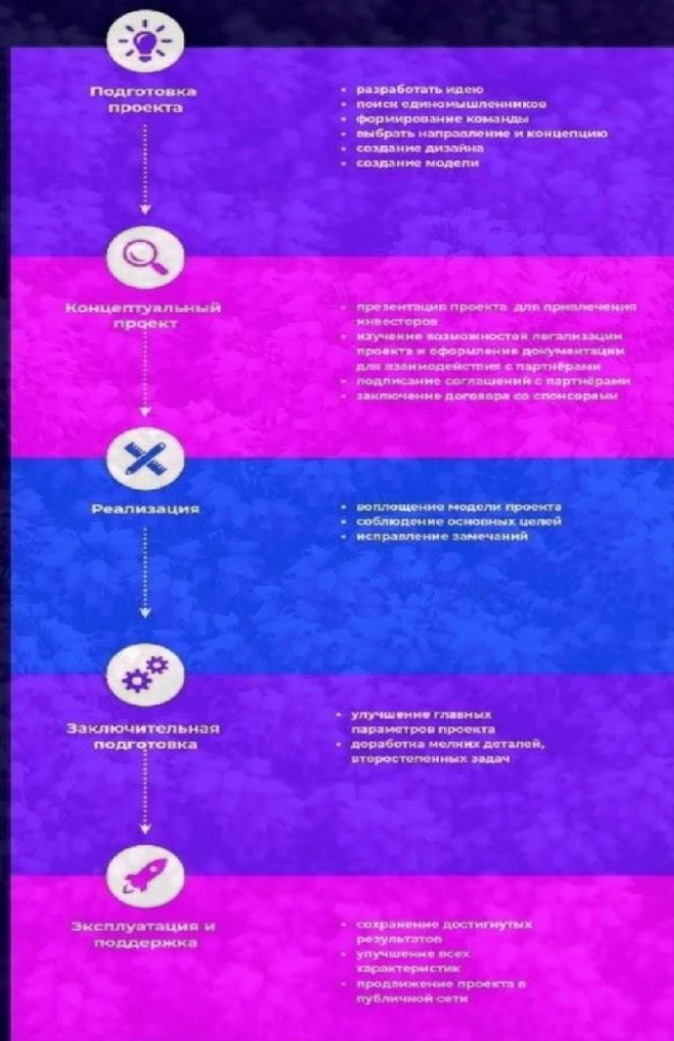 Подготовка
проекта
разработать идею
поиск единомышленников
формирование команды
выбрать направление и концепцию
создание дизайна
создание модели
Концептуальный
проект
презентация проекта для привлечения
инвесторов
изучение возможностей легализации
проекта и оформление документации
для взаимодействия с партнёрами
подписание соглашений с партнёрами
заключение договора со спонсорами
Реализация
воплощение модели проекта
соблюдение основных целей
исправление замечаний
Заключительная
подготовка
улучшение главных
параметров проекта
доработка мелких деталей,
второстепенных задач
Эксплуатация и
поддержка
сохранение достигнутых
результатов
улучшение всех
характеристик
продвижение проекта в
публичной сети